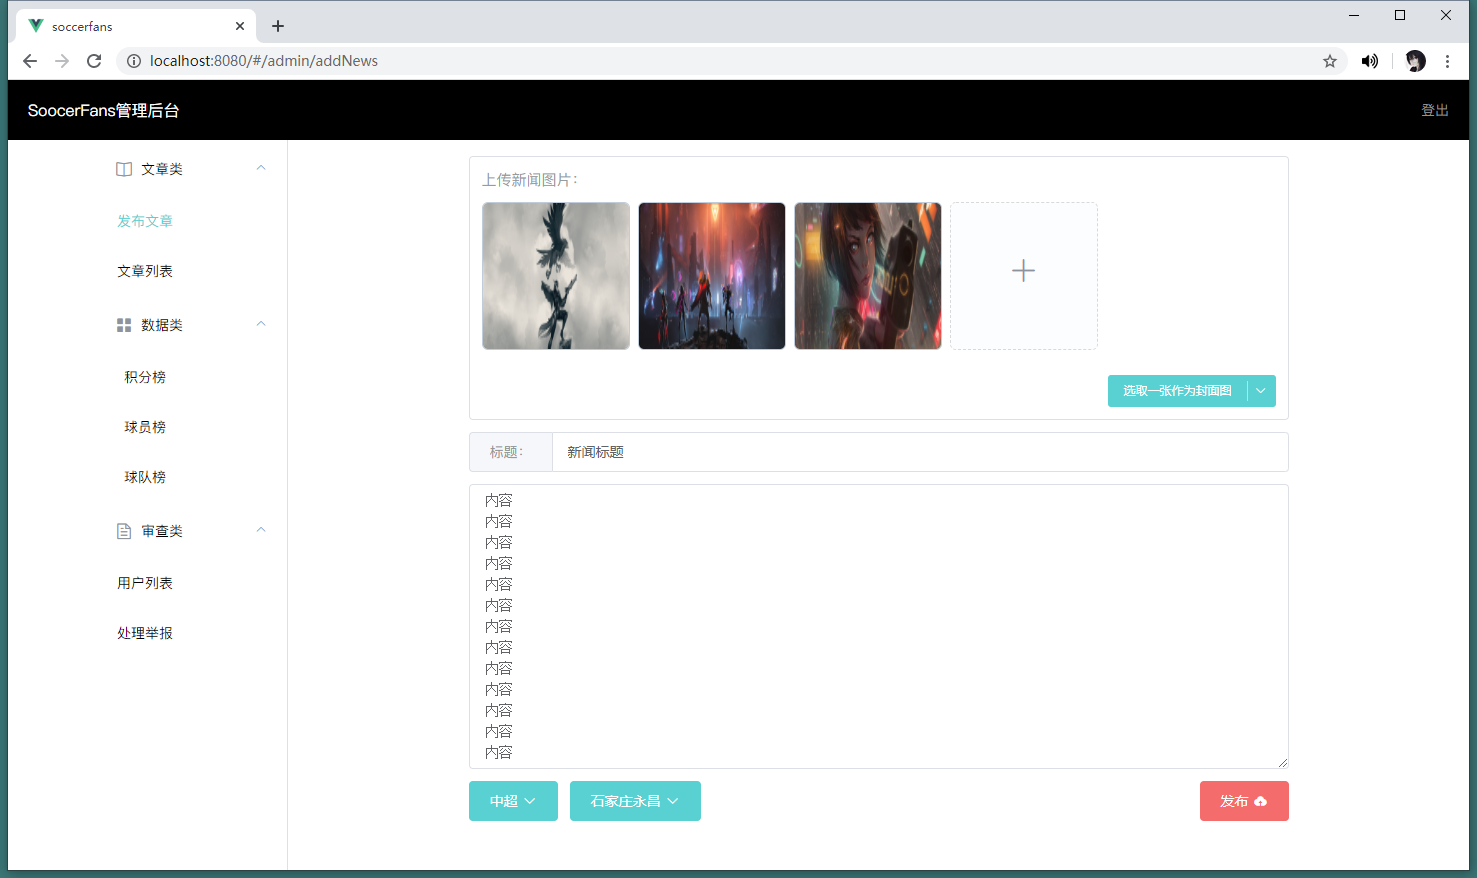 soccerfans
localhost:8080/#/admin/addNews
SoocerFans管理后台
登出
文章类
发布文章
文章列表
数据类
积分榜
球员榜
球队榜
审查类
用户列表
处理举报
上传新闻图片：
选取一张作为封面图
标题：
新闻标题
内容
内容
内容
内容
内容
内容
内容
内容
内容
内容
内容
内容
内容
中超
石家庄永昌
发布